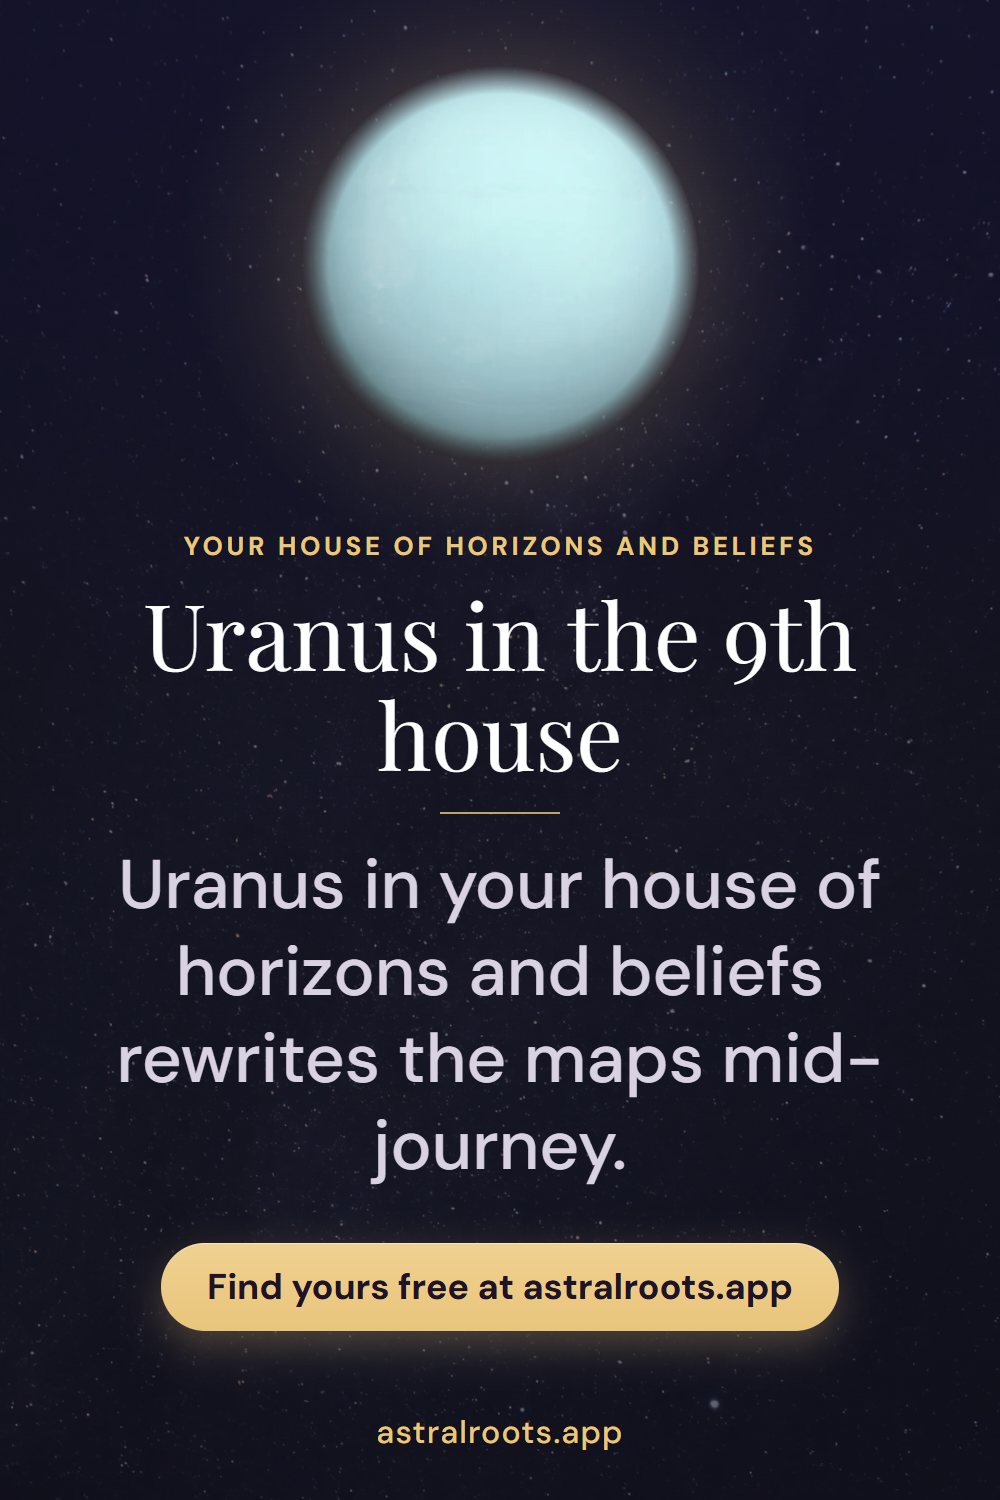 YOUR HOUSE OF HORIZONS AND BELIEFS
Uranus in the 9th
house
Uranus in your house of
horizons and beliefs
rewrites the maps mid-
journey.
Find yours free at astralroots.app
astralroots.app